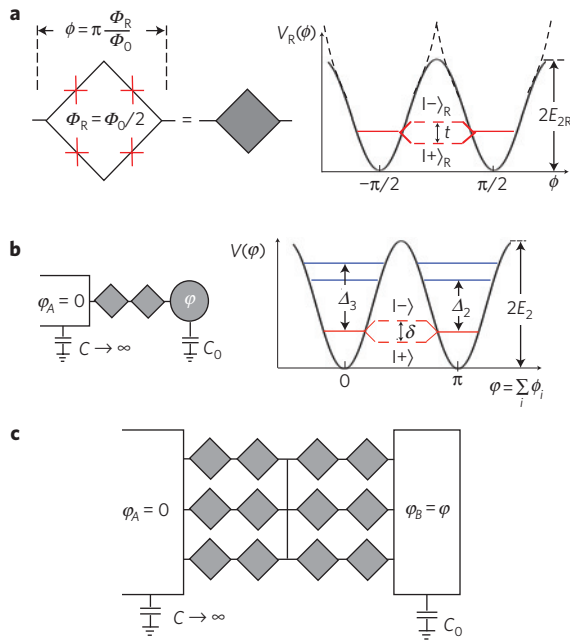 a
ϕ = π Φ_R/Φ_0
Φ_R = Φ_0/2
=
V_R(ϕ)
|−⟩_R
t
|+⟩_R
2E_2R
−π/2
π/2
ϕ
b
φ_A = 0
φ
C → ∞
C_0
V(φ)
Δ_3
|−⟩
δ
|+⟩
Δ_2
2E_2
0
π
φ = ∑_i ϕ_i
c
φ_A = 0
φ_B = φ
C → ∞
C_0